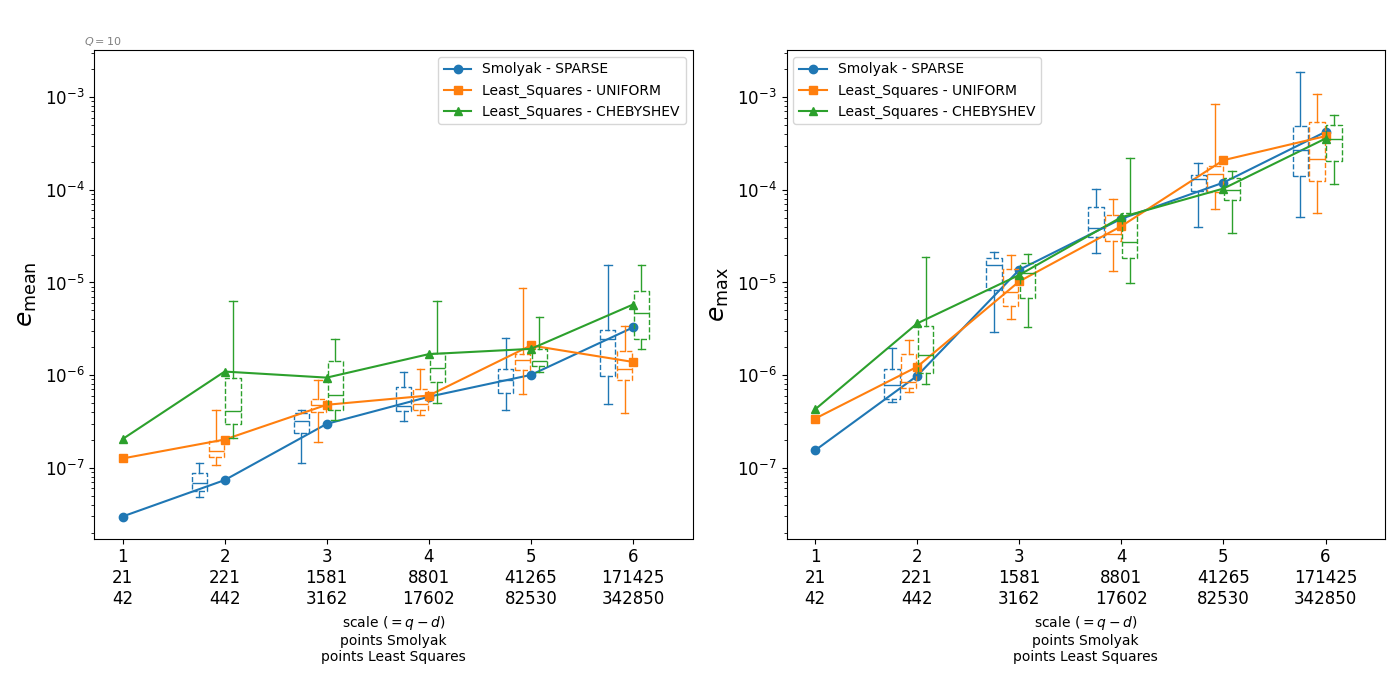 Q = 10
10⁻³
10⁻⁴
10⁻⁵
10⁻⁶
10⁻⁷
e_mean
Smolyak - SPARSE
Least_Squares - UNIFORM
Least_Squares - CHEBYSHEV
1 2 3 4 5 6
21 221 1581 8801 41265 171425
42 442 3162 17602 82530 342850
scale (= q − d)
points Smolyak
points Least Squares
10⁻³
10⁻⁴
10⁻⁵
10⁻⁶
10⁻⁷
e_max
Smolyak - SPARSE
Least_Squares - UNIFORM
Least_Squares - CHEBYSHEV
1 2 3 4 5 6
21 221 1581 8801 41265 171425
42 442 3162 17602 82530 342850
scale (= q − d)
points Smolyak
points Least Squares